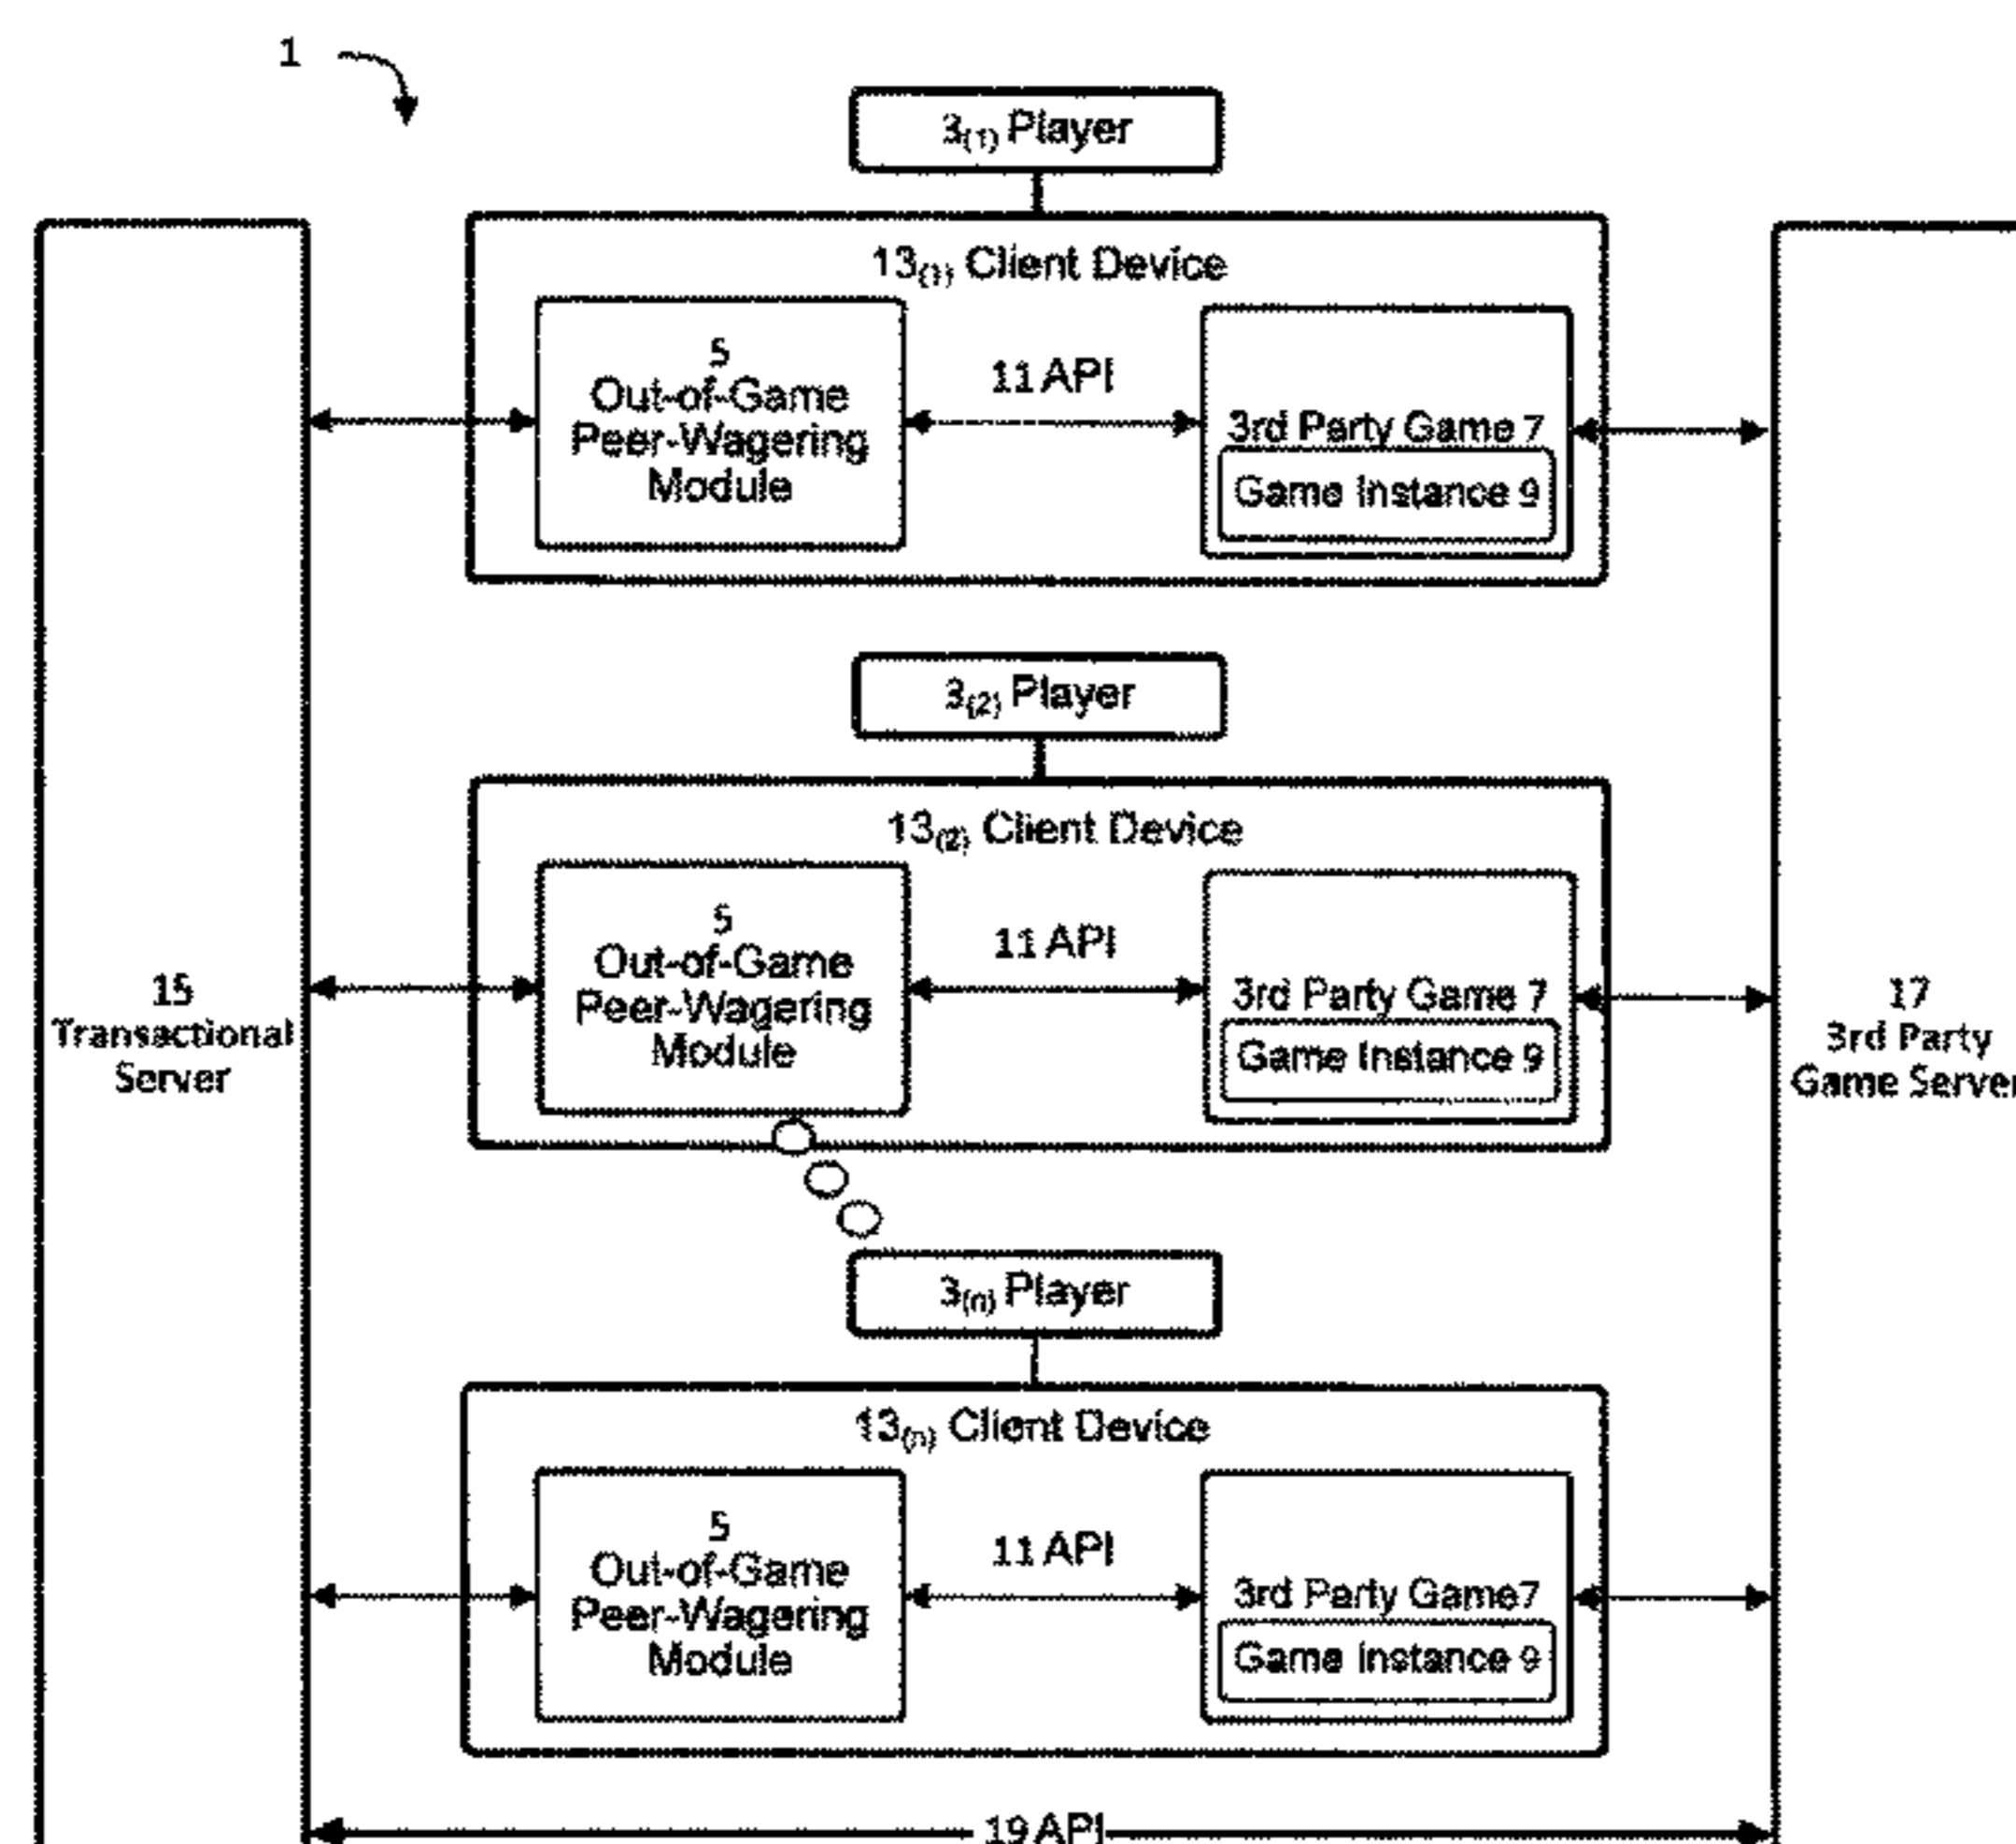 1
3(1) Player
13(1) Client Device
5
Out-of-Game
Peer-Wagering
Module
11 API
3rd Party Game 7
Game Instance 9
3(2) Player
13(2) Client Device
5
Out-of-Game
Peer-Wagering
Module
11 API
3rd Party Game 7
Game Instance 9
15
Transactional
Server
17
3rd Party
Game Server
3(n) Player
13(n) Client Device
5
Out-of-Game
Peer-Wagering
Module
11 API
3rd Party Game7
Game Instance 9
19 API